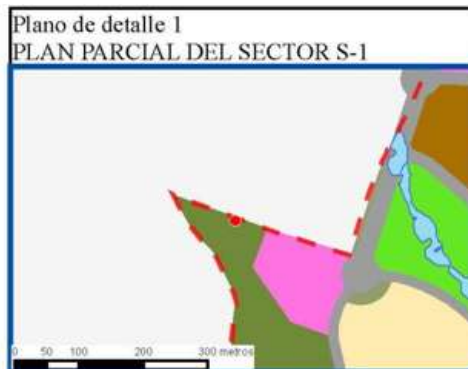 Plano de detalle 1
PLAN PARCIAL DEL SECTOR S-1
0 50 100 200 300 metros